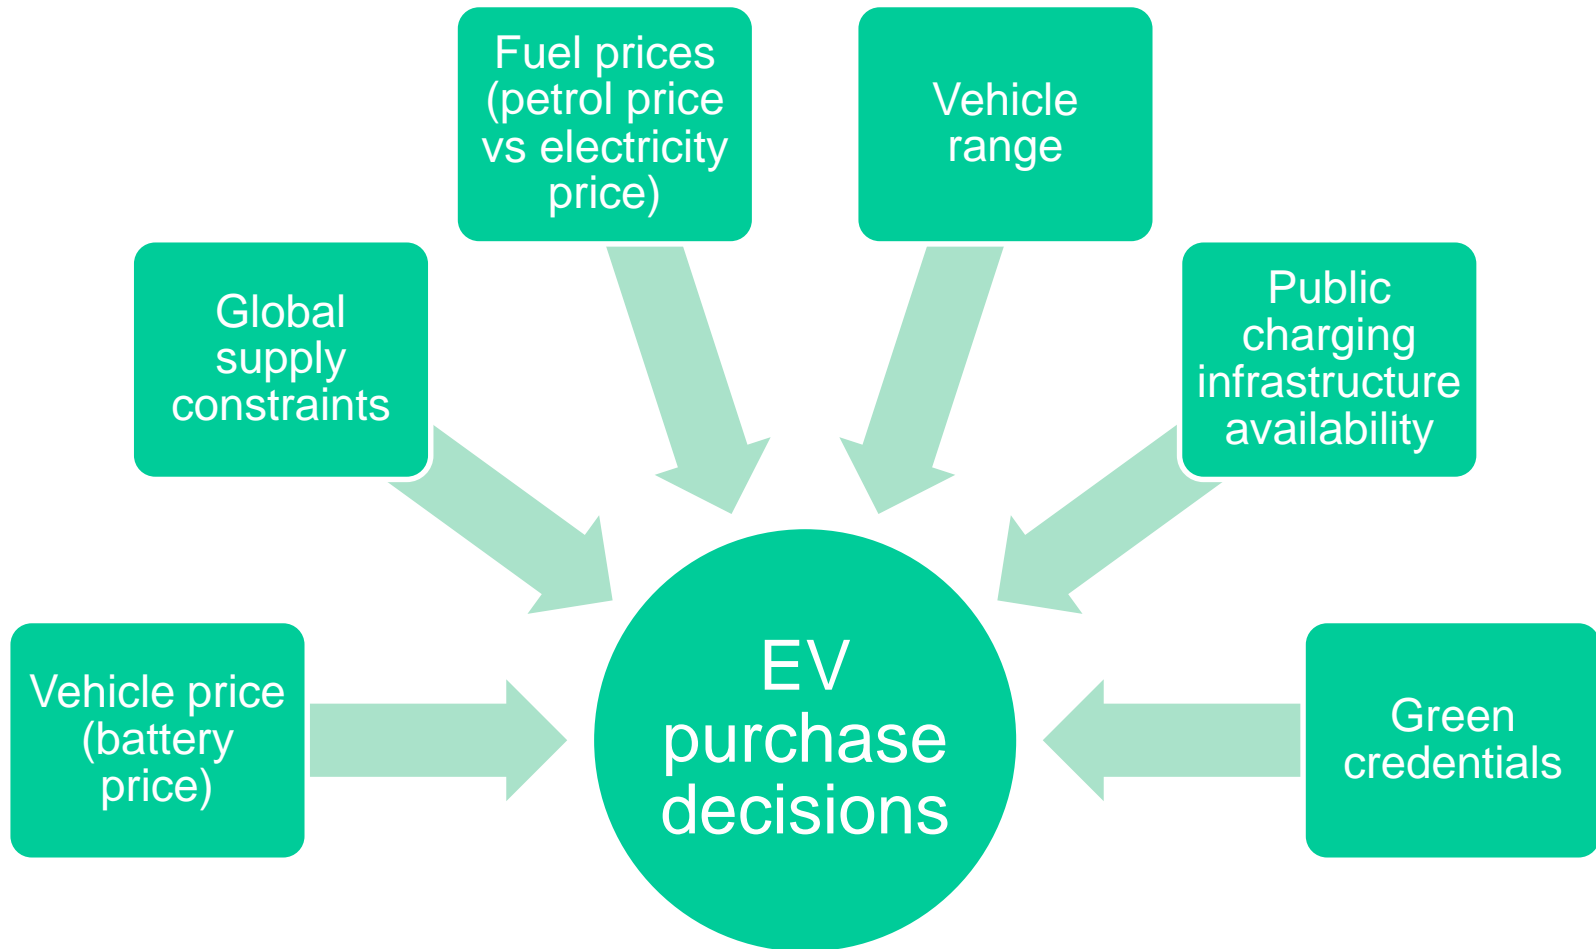 Fuel prices
(petrol price
vs electricity
price)
Vehicle
range
Global
supply
constraints
Public
charging
infrastructure
availability
Vehicle price
(battery
price)
EV
purchase
decisions
Green
credentials